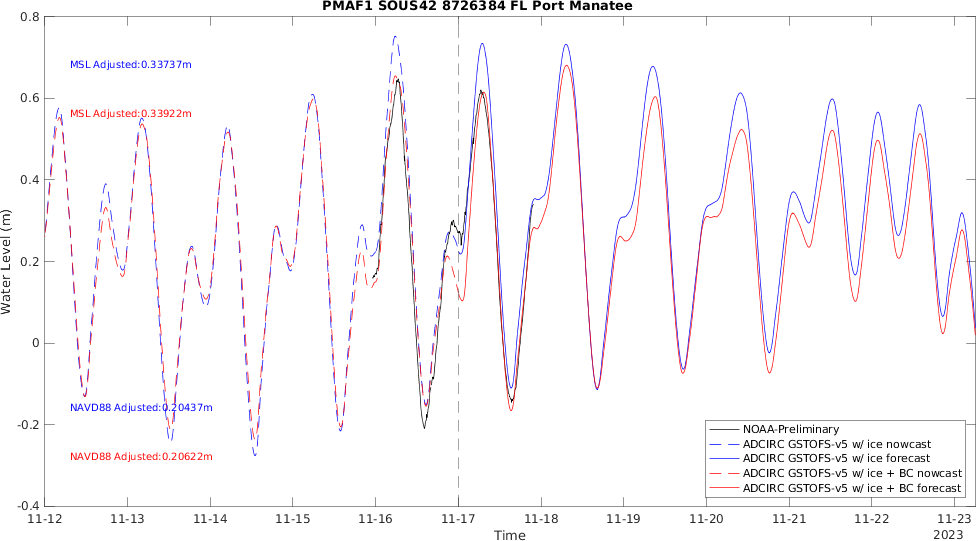 PMAF1 SOUS42 8726384 FL Port Manatee
0.8
0.6
0.4
0.2
0
-0.2
-0.4
Water Level (m)
MSL Adjusted:0.33737m
MSL Adjusted:0.33922m
NAVD88 Adjusted:0.20437m
NAVD88 Adjusted:0.20622m
NOAA-Preliminary
ADCIRC GSTOFS-v5 w/ ice nowcast
ADCIRC GSTOFS-v5 w/ ice forecast
ADCIRC GSTOFS-v5 w/ ice + BC nowcast
ADCIRC GSTOFS-v5 w/ ice + BC forecast
11-12 11-13 11-14 11-15 11-16 11-17 11-18 11-19 11-20 11-21 11-22 11-23
Time
2023